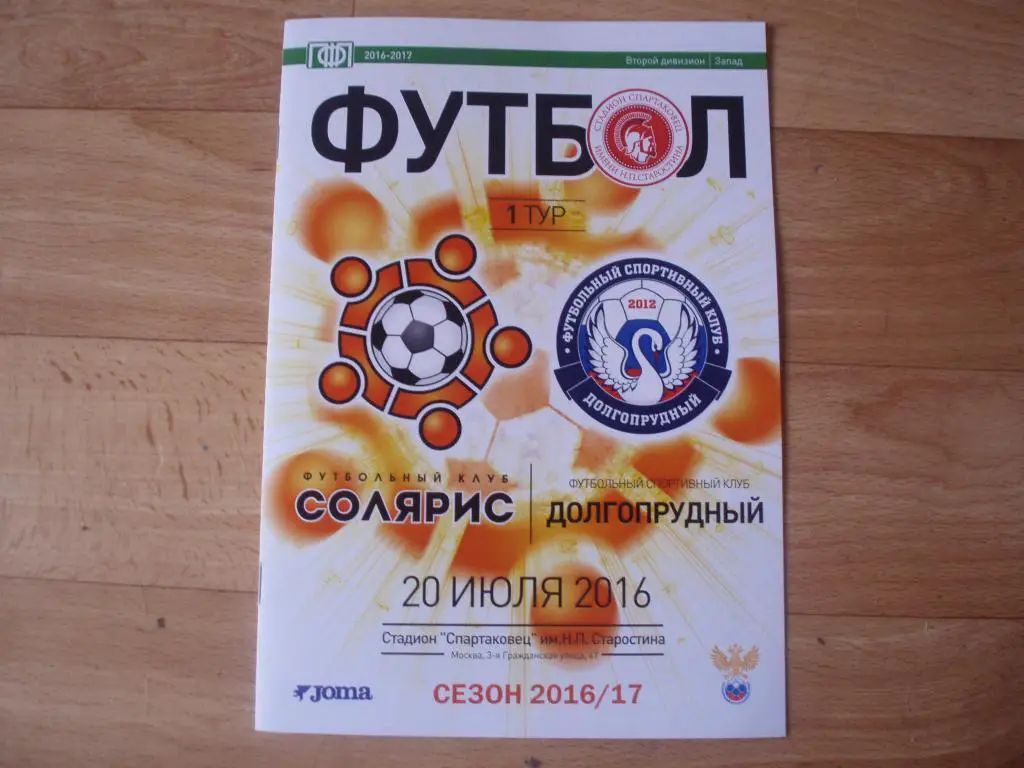 ПФЛ
2016-2017
Второй дивизион | Запад
ФУТБОЛ
СТАДИОН СПАРТАКОВЕЦ
ИМЕНИ Н.П.СТАРОСТИНА
1 ТУР
ФУТБОЛЬНЫЙ СПОРТИВНЫЙ КЛУБ
2012
ДОЛГОПРУДНЫЙ
ФУТБОЛЬНЫЙ КЛУБ
СОЛЯРИС
ФУТБОЛЬНЫЙ СПОРТИВНЫЙ КЛУБ
ДОЛГОПРУДНЫЙ
20 ИЮЛЯ 2016
Стадион "Спартаковец" им.Н.П. Старостина
Москва, 3-я Гражданская улица, 47
Joma
СЕЗОН 2016/17